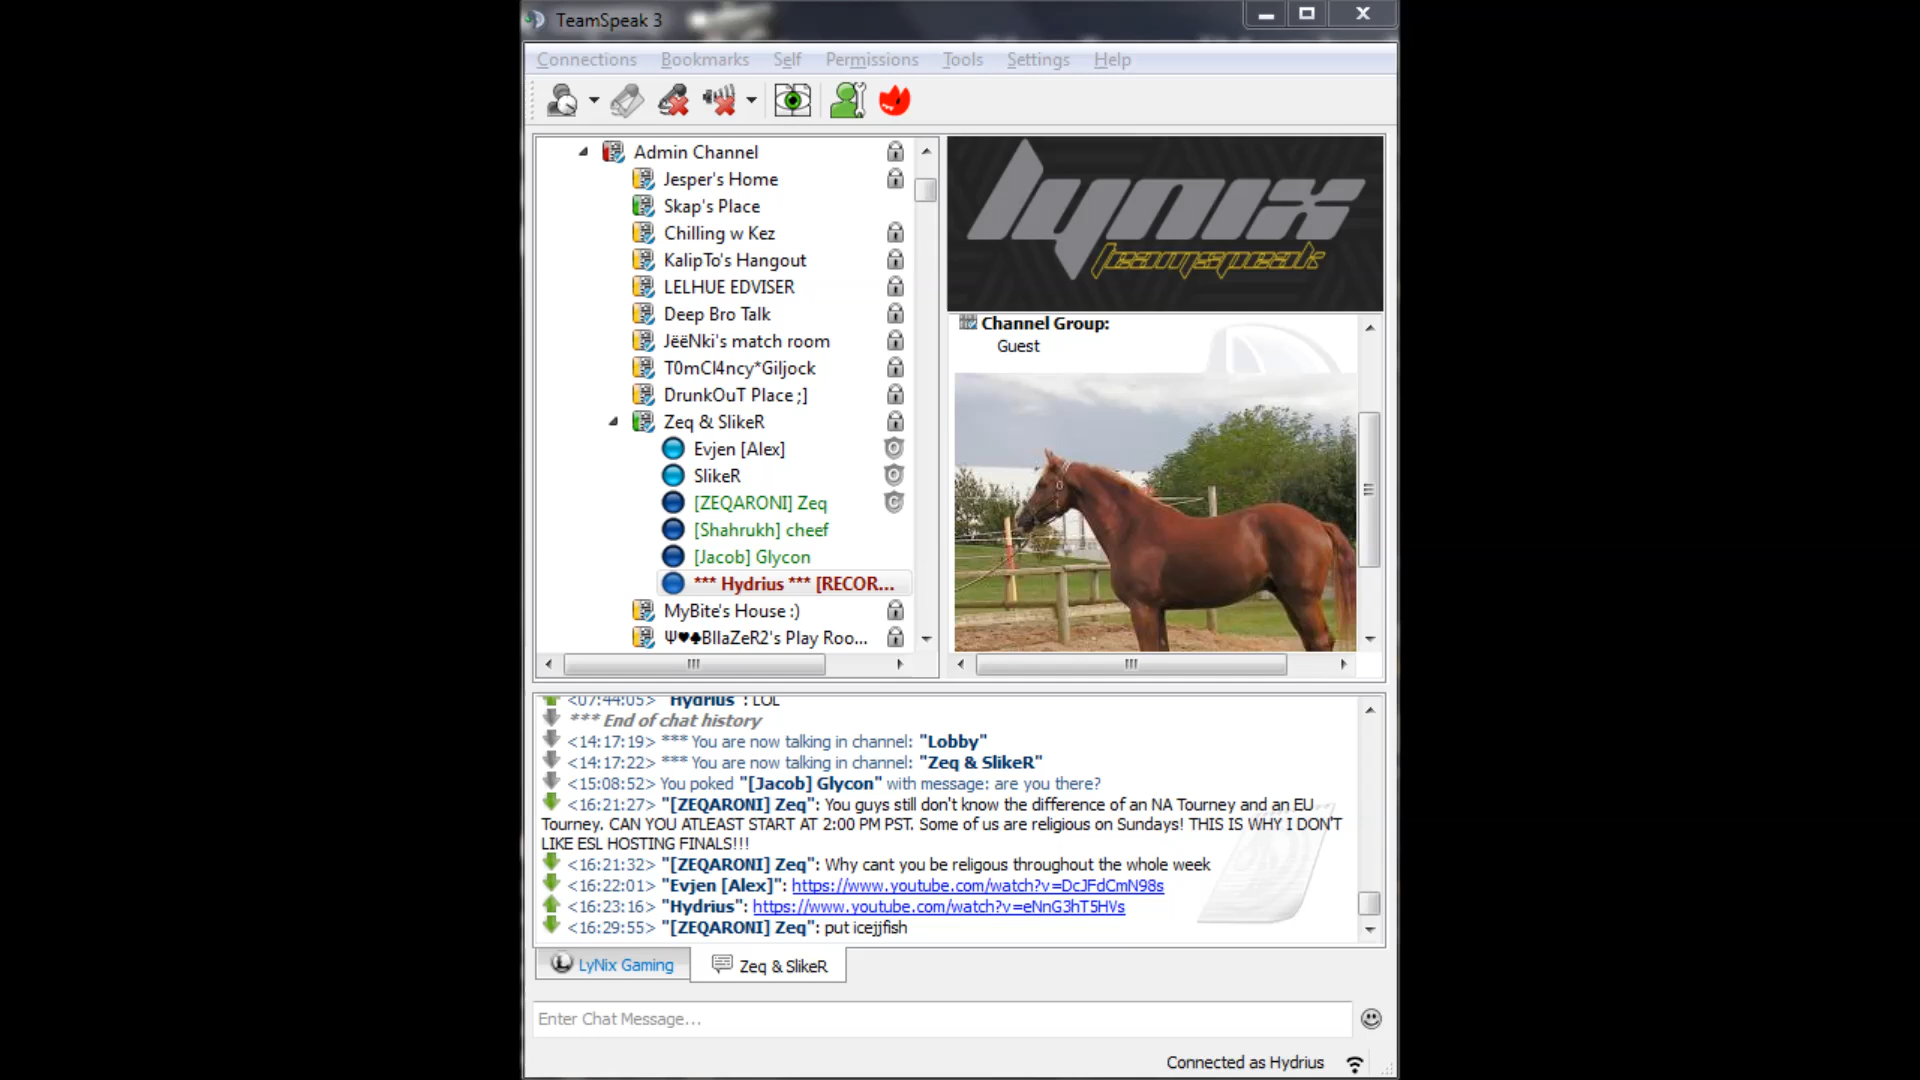 TeamSpeak 3
Connections Bookmarks Self Permissions Tools Settings Help
Admin Channel
Jesper's Home
Skap's Place
Chilling w Kez
KalipTo's Hangout
LELHUE EDVISER
Deep Bro Talk
JëëNki's match room
T0mCl4ncy*Giljock
DrunkOuT Place ;]
Zeq & SlikeR
Evjen [Alex]
SlikeR
[ZEQARONI] Zeq
[Shahrukh] cheef
[Jacob] Glycon
*** Hydrius *** [RECOR...
MyBite's House :)
Ψ♥♠BllaZeR2's Play Roo...
lynix
teamspeak
Channel Group:
Guest
<07:44:05> "Hydrius": LOL
*** End of chat history
<14:17:19> *** You are now talking in channel: "Lobby"
<14:17:22> *** You are now talking in channel: "Zeq & SlikeR"
<15:08:52> You poked "[Jacob] Glycon" with message: are you there?
<16:21:27> "[ZEQARONI] Zeq": You guys still don't know the difference of an NA Tourney and an EU
Tourney. CAN YOU ATLEAST START AT 2:00 PM PST. Some of us are religious on Sundays! THIS IS WHY I DON'T
LIKE ESL HOSTING FINALS!!!
<16:21:32> "[ZEQARONI] Zeq": Why cant you be religous throughout the whole week
<16:22:01> "Evjen [Alex]": https://www.youtube.com/watch?v=DcJFdCmN98s
<16:23:16> "Hydrius": https://www.youtube.com/watch?v=eNnG3hT5HVs
<16:29:55> "[ZEQARONI] Zeq": put icejjfish
LyNix Gaming
Zeq & SlikeR
Enter Chat Message...
Connected as Hydrius